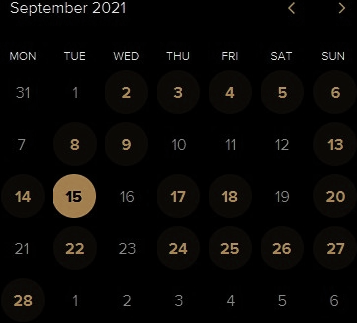 September 2021
MON TUE WED THU FRI SAT SUN
31 1 2 3 4 5 6
7 8 9 10 11 12 13
14 15 16 17 18 19 20
21 22 23 24 25 26 27
28 1 2 3 4 5 6